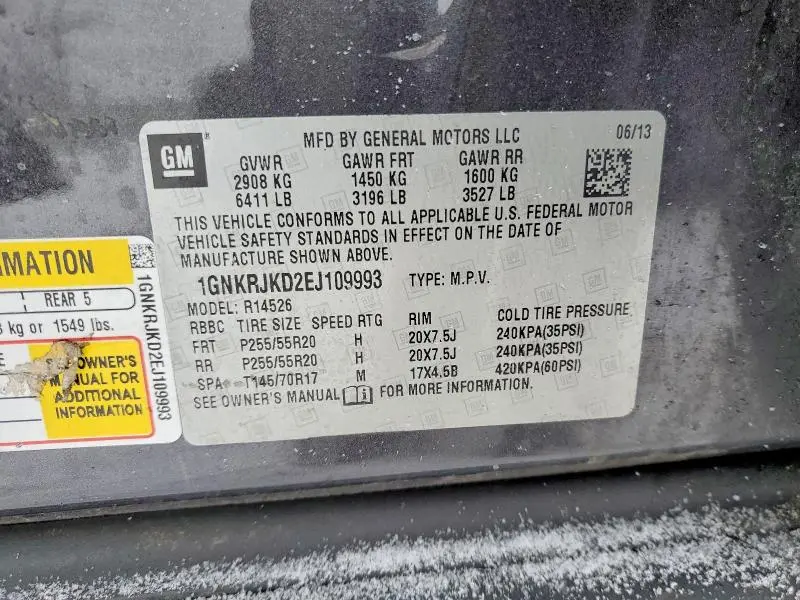 GM
MFD BY GENERAL MOTORS LLC
06/13
GVWR GAWR FRT GAWR RR
2908 KG 1450 KG 1600 KG
6411 LB 3196 LB 3527 LB
THIS VEHICLE CONFORMS TO ALL APPLICABLE U.S. FEDERAL MOTOR
VEHICLE SAFETY STANDARDS IN EFFECT ON THE DATE OF
MANUFACTURE SHOWN ABOVE.
1GNKRJKD2EJ109993 TYPE: M.P.V.
MODEL: R14526
RBBC TIRE SIZE SPEED RTG RIM COLD TIRE PRESSURE
FRT P255/55R20 H 20X7.5J 240KPA(35PSI)
RR P255/55R20 H 20X7.5J 240KPA(35PSI)
SPA T145/70R17 M 17X4.5B 420KPA(60PSI)
SEE OWNER'S MANUAL FOR MORE INFORMATION.
REAR 5
kg or 1549 lbs.
OWNER'S
MANUAL FOR
ADDITIONAL
INFORMATION
1GNKRJKD2EJ109993